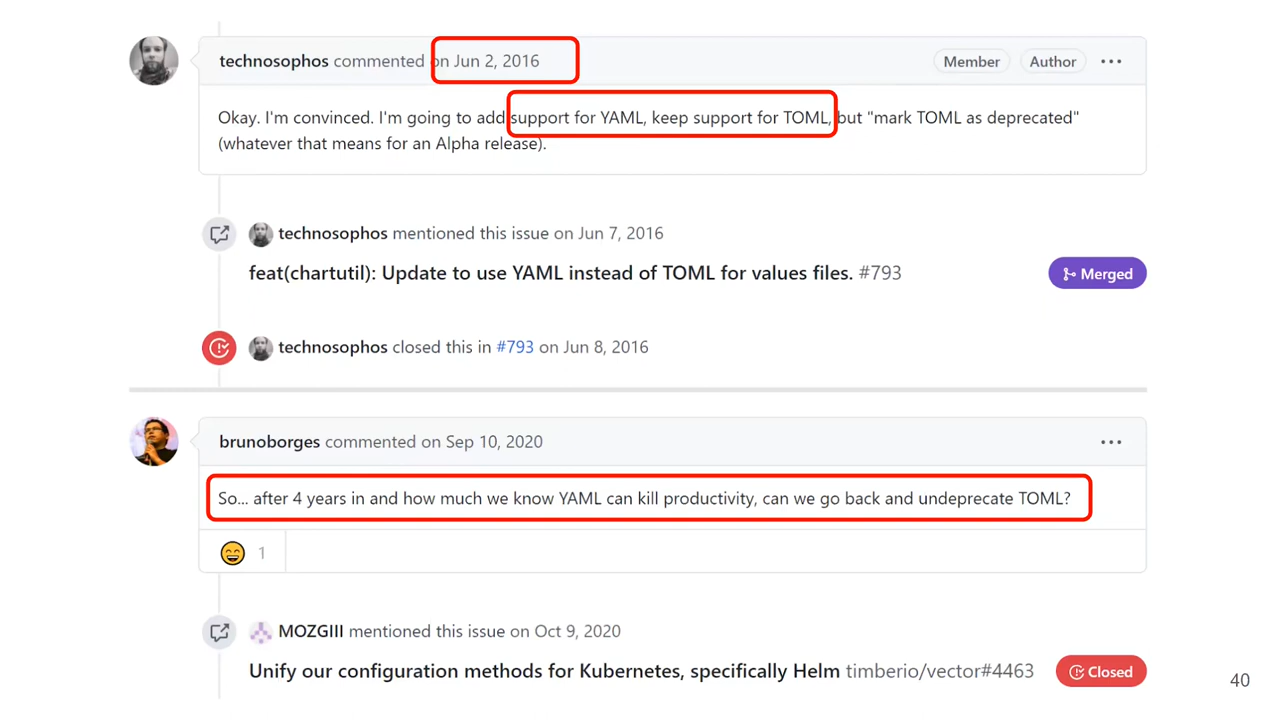 technosophos commented on Jun 2, 2016 Member Author
Okay. I'm convinced. I'm going to add support for YAML, keep support for TOML, but "mark TOML as deprecated"
(whatever that means for an Alpha release).
technosophos mentioned this issue on Jun 7, 2016
feat(chartutil): Update to use YAML instead of TOML for values files. #793 Merged
technosophos closed this in #793 on Jun 8, 2016
brunoborges commented on Sep 10, 2020
So... after 4 years in and how much we know YAML can kill productivity, can we go back and undeprecate TOML?
1
MOZGIII mentioned this issue on Oct 9, 2020
Unify our configuration methods for Kubernetes, specifically Helm timberio/vector#4463 Closed
40